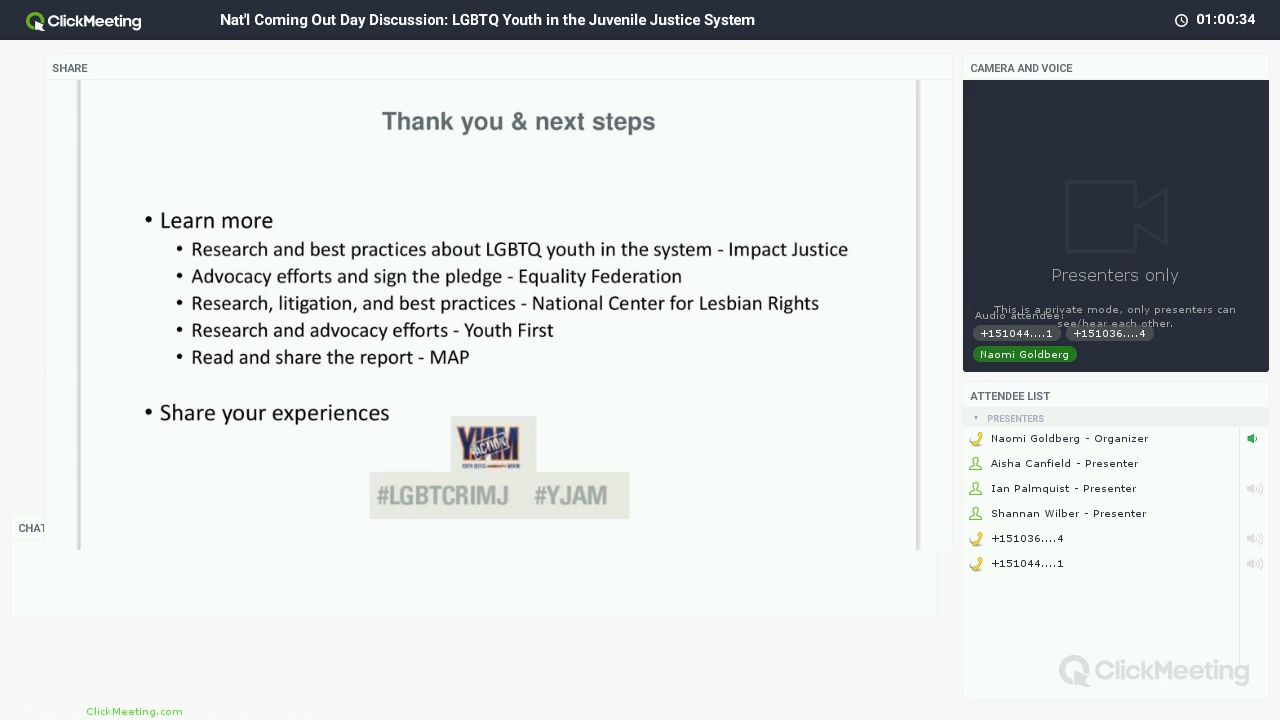 ClickMeeting
Nat'l Coming Out Day Discussion: LGBTQ Youth in the Juvenile Justice System
01:00:34
SHARE
Thank you & next steps
• Learn more
• Research and best practices about LGBTQ youth in the system - Impact Justice
• Advocacy efforts and sign the pledge - Equality Federation
• Research, litigation, and best practices - National Center for Lesbian Rights
• Research and advocacy efforts - Youth First
• Read and share the report - MAP
• Share your experiences
YJAM
ACTION
#LGBTCRIMJ #YJAM
CHAT
CAMERA AND VOICE
Presenters only
This is a private mode, only presenters can
see/hear each other.
Audio attendee:
+151044....1 +151036....4
Naomi Goldberg
ATTENDEE LIST
PRESENTERS
Naomi Goldberg - Organizer
Aisha Canfield - Presenter
Ian Palmquist - Presenter
Shannan Wilber - Presenter
+151036....4
+151044....1
ClickMeeting
ClickMeeting.com